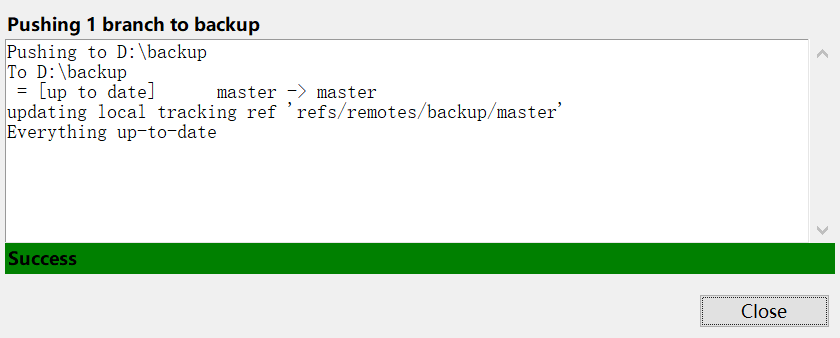 Pushing 1 branch to backup
Pushing to D:\backup
To D:\backup
 = [up to date]      master -> master
updating local tracking ref 'refs/remotes/backup/master'
Everything up-to-date
Success
Close